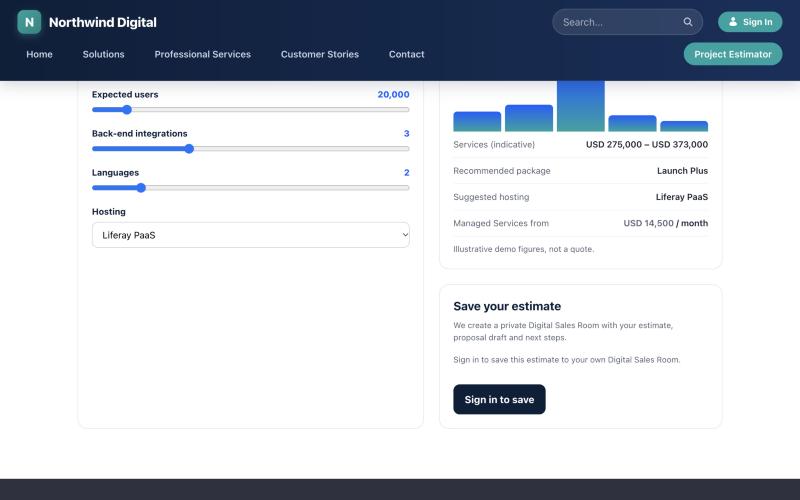 N Northwind Digital
Search...
Sign In
Home Solutions Professional Services Customer Stories Contact
Project Estimator
Expected users 20,000
Back-end integrations 3
Languages 2
Hosting
Liferay PaaS
Services (indicative) USD 275,000 – USD 373,000
Recommended package Launch Plus
Suggested hosting Liferay PaaS
Managed Services from USD 14,500 / month
Illustrative demo figures, not a quote.
Save your estimate
We create a private Digital Sales Room with your estimate,
proposal draft and next steps.
Sign in to save this estimate to your own Digital Sales Room.
Sign in to save